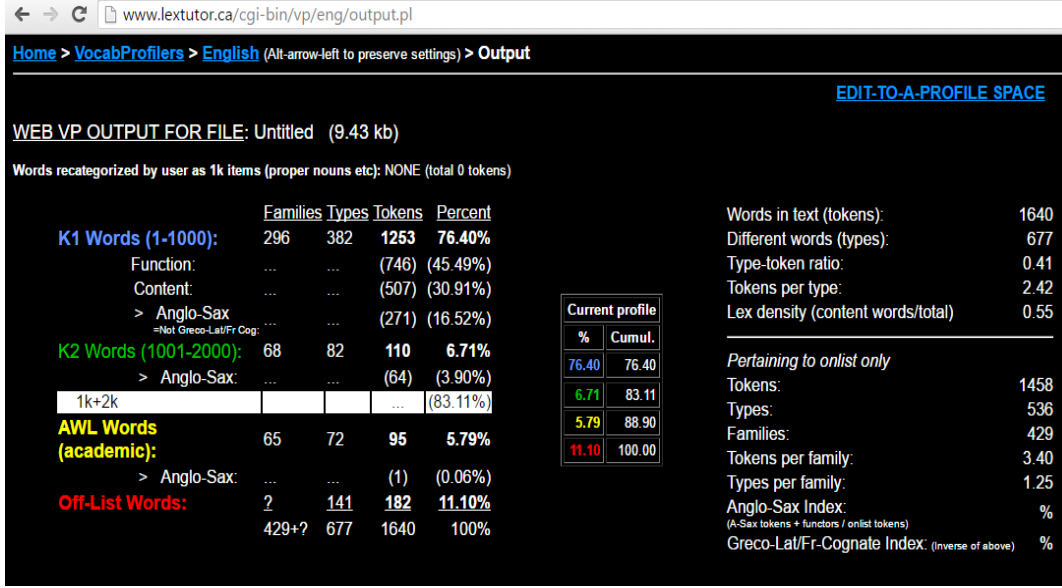 www.lextutor.ca/cgi-bin/vp/eng/output.pl
Home > VocabProfilers > English (Alt-arrow-left to preserve settings) > Output
EDIT-TO-A-PROFILE SPACE
WEB VP OUTPUT FOR FILE: Untitled (9.43 kb)
Words recategorized by user as 1k items (proper nouns etc): NONE (total 0 tokens)
Families Types Tokens Percent
K1 Words (1-1000): 296 382 1253 76.40%
Function: ... ... (746) (45.49%)
Content: ... ... (507) (30.91%)
> Anglo-Sax ... ... (271) (16.52%)
=Not Greco-Lat/Fr Cog:
K2 Words (1001-2000): 68 82 110 6.71%
> Anglo-Sax: ... ... (64) (3.90%)
1k+2k ... (83.11%)
AWL Words
(academic): 65 72 95 5.79%
> Anglo-Sax: ... ... (1) (0.06%)
Off-List Words: ? 141 182 11.10%
429+? 677 1640 100%
Current profile
% Cumul.
76.40 76.40
6.71 83.11
5.79 88.90
11.10 100.00
Words in text (tokens): 1640
Different words (types): 677
Type-token ratio: 0.41
Tokens per type: 2.42
Lex density (content words/total) 0.55
Pertaining to onlist only
Tokens: 1458
Types: 536
Families: 429
Tokens per family: 3.40
Types per family: 1.25
Anglo-Sax Index: %
(A-Sax tokens + functors / onlist tokens)
Greco-Lat/Fr-Cognate Index: (Inverse of above) %